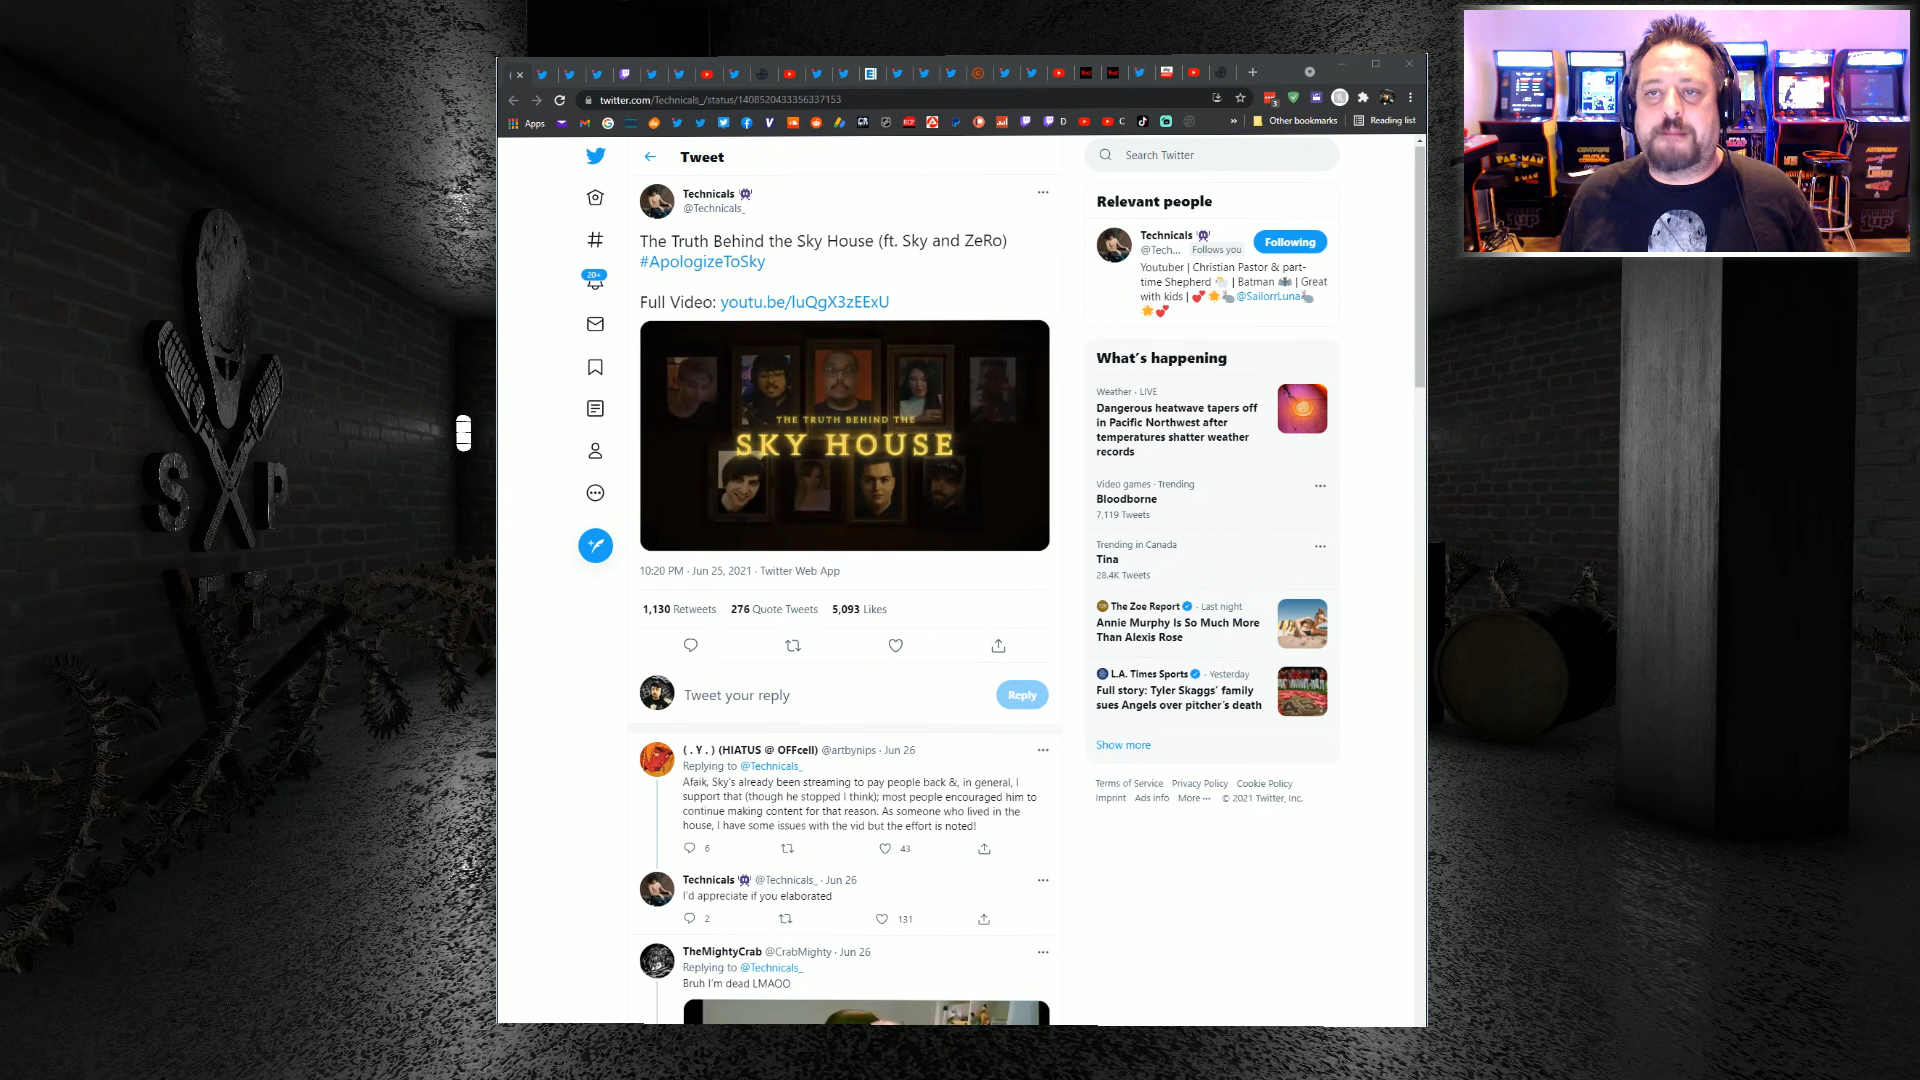 twitter.com/Technicals_/status/1408520433356337153
Apps
C
D
C
Other bookmarks
Reading list
Tweet
Search Twitter
Technicals
@Technicals_
The Truth Behind the Sky House (ft. Sky and ZeRo)
#ApologizeToSky
Full Video: youtu.be/luQgX3zEExU
THE TRUTH BEHIND THE
SKY HOUSE
10:20 PM · Jun 25, 2021 · Twitter Web App
1,130 Retweets 276 Quote Tweets 5,093 Likes
Tweet your reply
Reply
20+
( . Y . ) (HIATUS @ OFFcell) @artbynips · Jun 26
Replying to @Technicals_
Afaik, Sky's already been streaming to pay people back &, in general, I
support that (though he stopped I think); most people encouraged him to
continue making content for that reason. As someone who lived in the
house, I have some issues with the vid but the effort is noted!
6
43
Technicals @Technicals_ · Jun 26
I'd appreciate if you elaborated
2
131
TheMightyCrab @CrabMighty · Jun 26
Replying to @Technicals_
Bruh I'm dead LMAOO
Relevant people
Technicals
@Tech... Follows you
Following
Youtuber | Christian Pastor & part-
time Shepherd | Batman | Great
with kids | @SailorrLuna
What's happening
Weather · LIVE
Dangerous heatwave tapers off
in Pacific Northwest after
temperatures shatter weather
records
Video games · Trending
Bloodborne
7,119 Tweets
Trending in Canada
Tina
28.4K Tweets
The Zoe Report · Last night
Annie Murphy Is So Much More
Than Alexis Rose
L.A. Times Sports · Yesterday
Full story: Tyler Skaggs' family
sues Angels over pitcher's death
Show more
Terms of Service Privacy Policy Cookie Policy
Imprint Ads info More ··· © 2021 Twitter, Inc.
S P
PAC-MAN